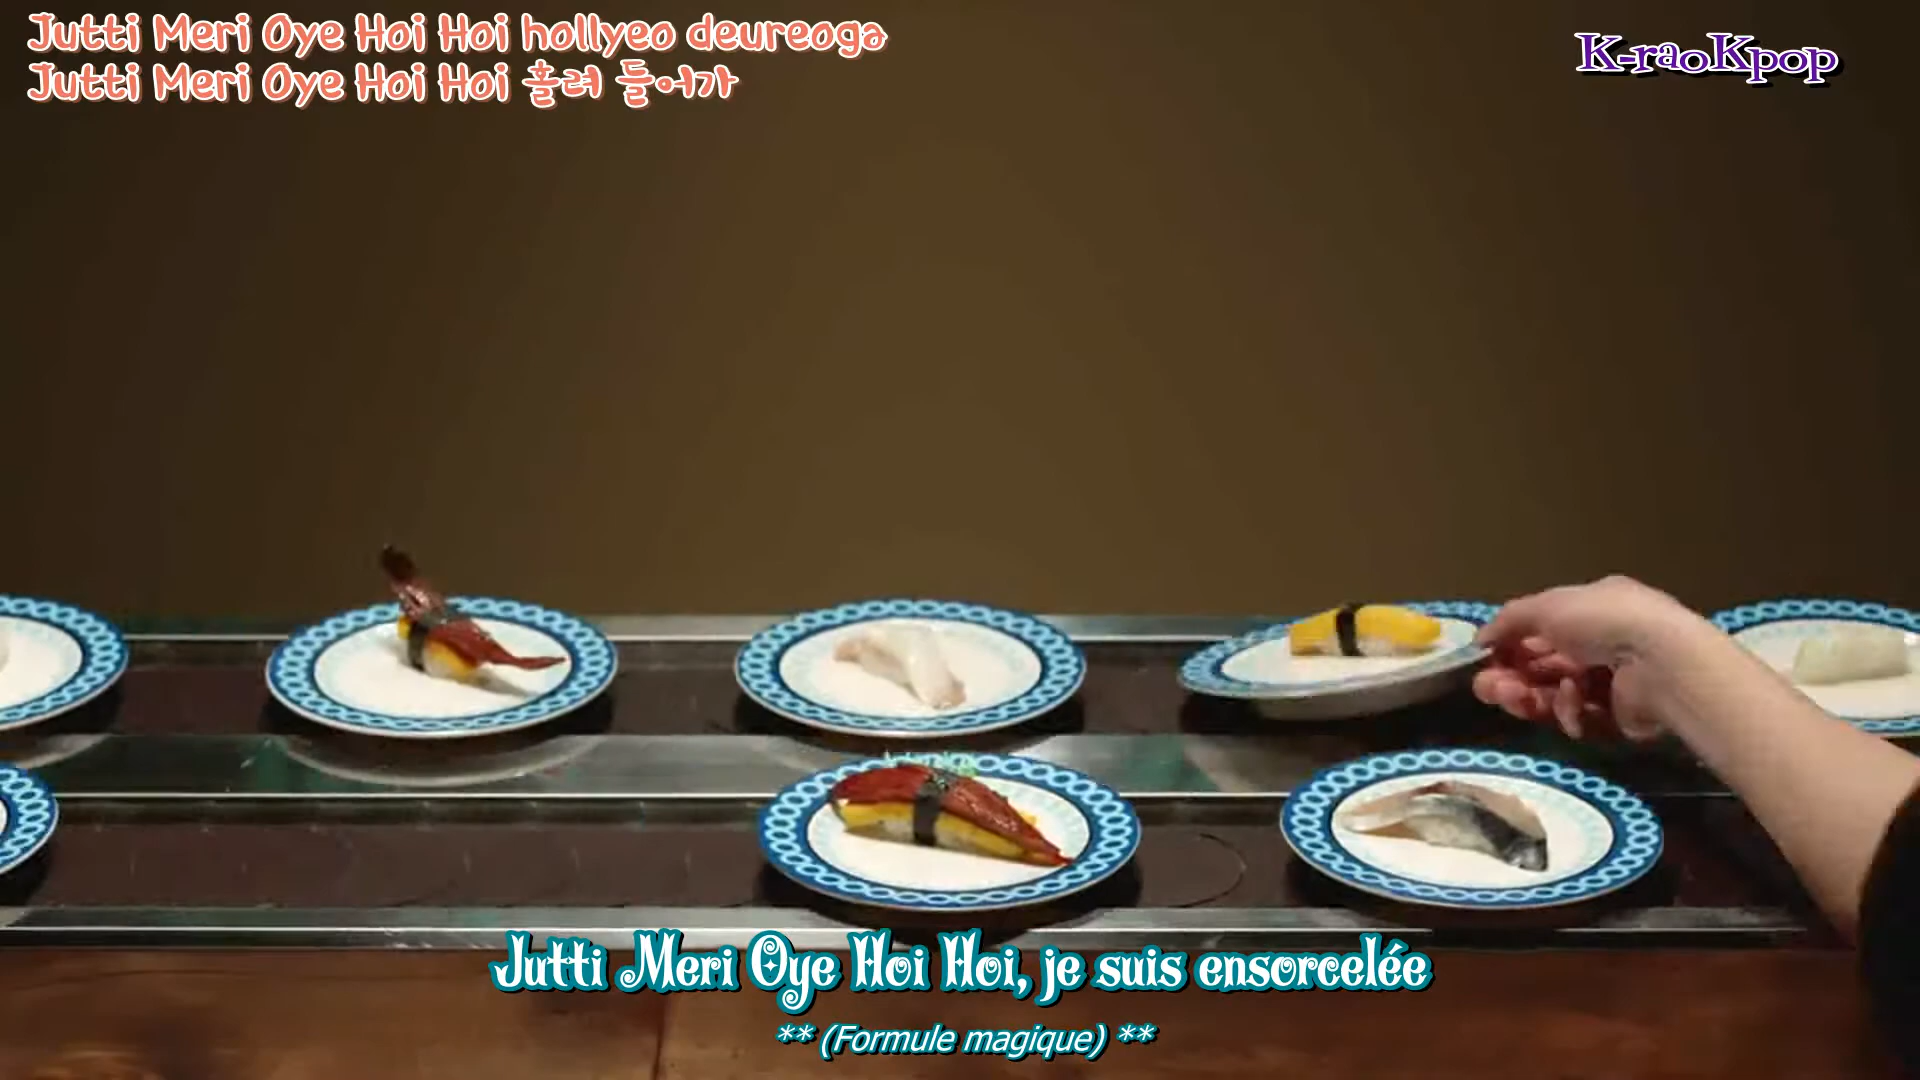 Jutti Meri Oye Hoi Hoi hollyeo deureoga
Jutti Meri Oye Hoi Hoi 홀려 들어가
K-raoKpop
Jutti Meri Oye Hoi Hoi, je suis ensorcelée
** (Formule magique) **